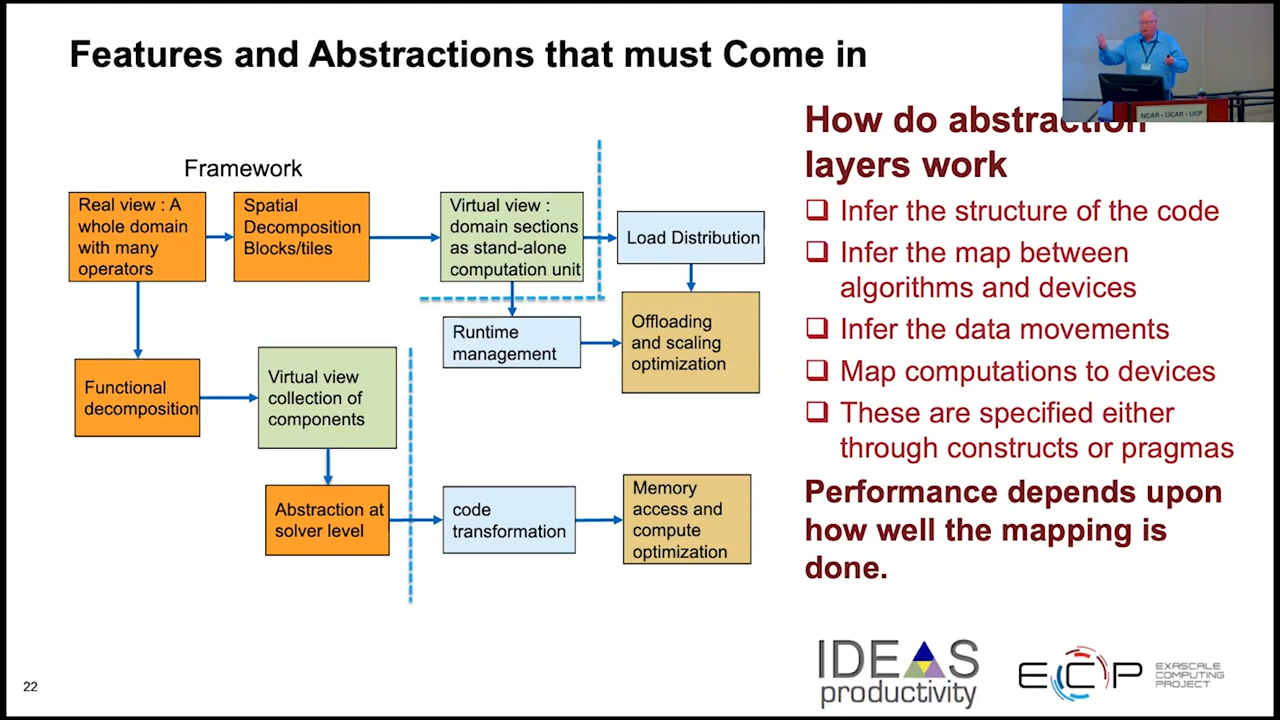 Features and Abstractions that must Come in
NCAR • UCAR • UCP
Framework
Real view : A
whole domain
with many
operators
Spatial
Decomposition
Blocks/tiles
Virtual view :
domain sections
as stand-alone
computation unit
Load Distribution
Runtime
management
Offloading
and scaling
optimization
Functional
decomposition
Virtual view
collection of
components
Abstraction at
solver level
code
transformation
Memory
access and
compute
optimization
How do abstraction
layers work
❑ Infer the structure of the code
❑ Infer the map between
algorithms and devices
❑ Infer the data movements
❑ Map computations to devices
❑ These are specified either
through constructs or pragmas
Performance depends upon
how well the mapping is
done.
22
IDEAS
productivity
ECP
EXASCALE
COMPUTING
PROJECT